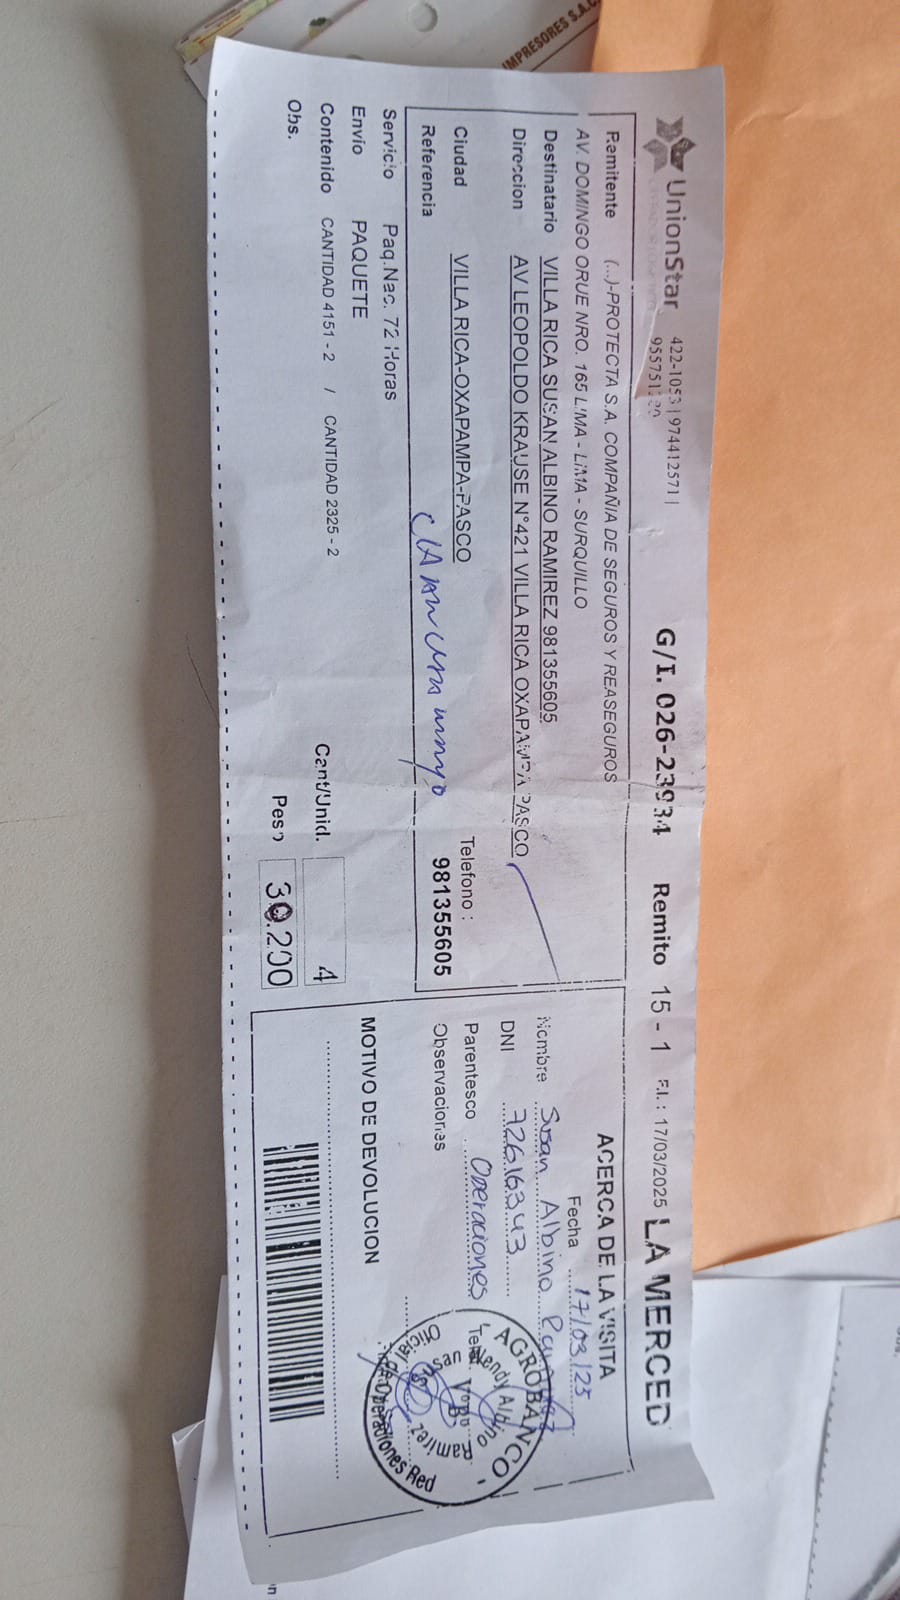 IMPRESORES S.A.C.
UnionStar
422-1053 | 974412571 |
G/I. 026-23934 Remito 15 - 1 F.I.: 17/03/2025 LA MERCED
Remitente (...)-PROTECTA S.A. COMPAÑIA DE SEGUROS Y REASEGUROS
AV. DOMINGO ORUE NRO. 165 LIMA - LIMA - SURQUILLO
Destinatario VILLA RICA SUSAN ALBINO RAMIREZ 981355605
Direccion AV LEOPOLDO KRAUSE N°421 VILLA RICA OXAPAMPA PASCO
Ciudad VILLA RICA-OXAPAMPA-PASCO
Referencia
Telefono :
981355605
Servicio Paq.Nac. 72 Horas
Envio PAQUETE
Contenido CANTIDAD 4151 - 2 / CANTIDAD 2325 - 2
Obs.
Cant/Unid. 4
Peso 30.200
ACERCA DE LA VISITA
Fecha 17/03/25
Nombre Susan Albino
DNI 72616343
Parentesco Operaciones
Observaciones
MOTIVO DE DEVOLUCION
AGROBANCO
Wendy Albino
Ramirez
Oficial de Operaciones Red